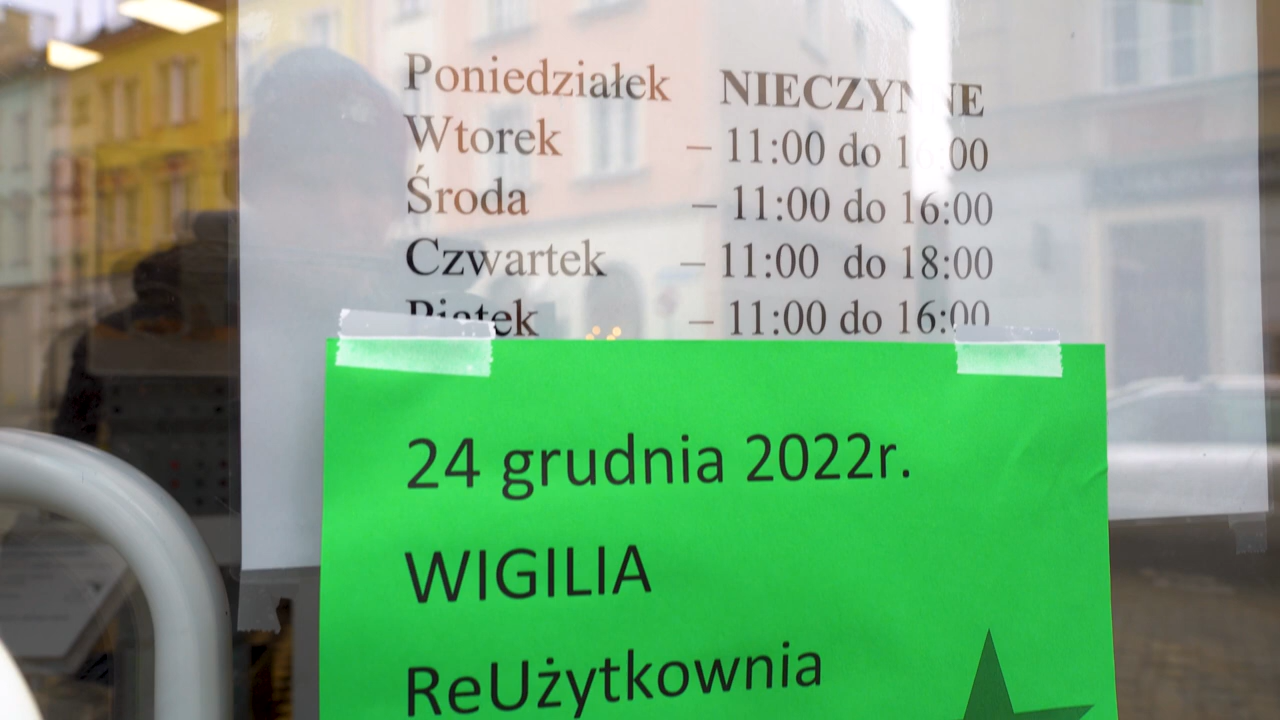 Poniedziałek NIECZYNNE
Wtorek – 11:00 do
Środa – 11:00 do 16:00
Czwartek – 11:00 do 18:00
Piątek – 11:00 do 16:00
24 grudnia 2022r.
WIGILIA
ReUżytkownia